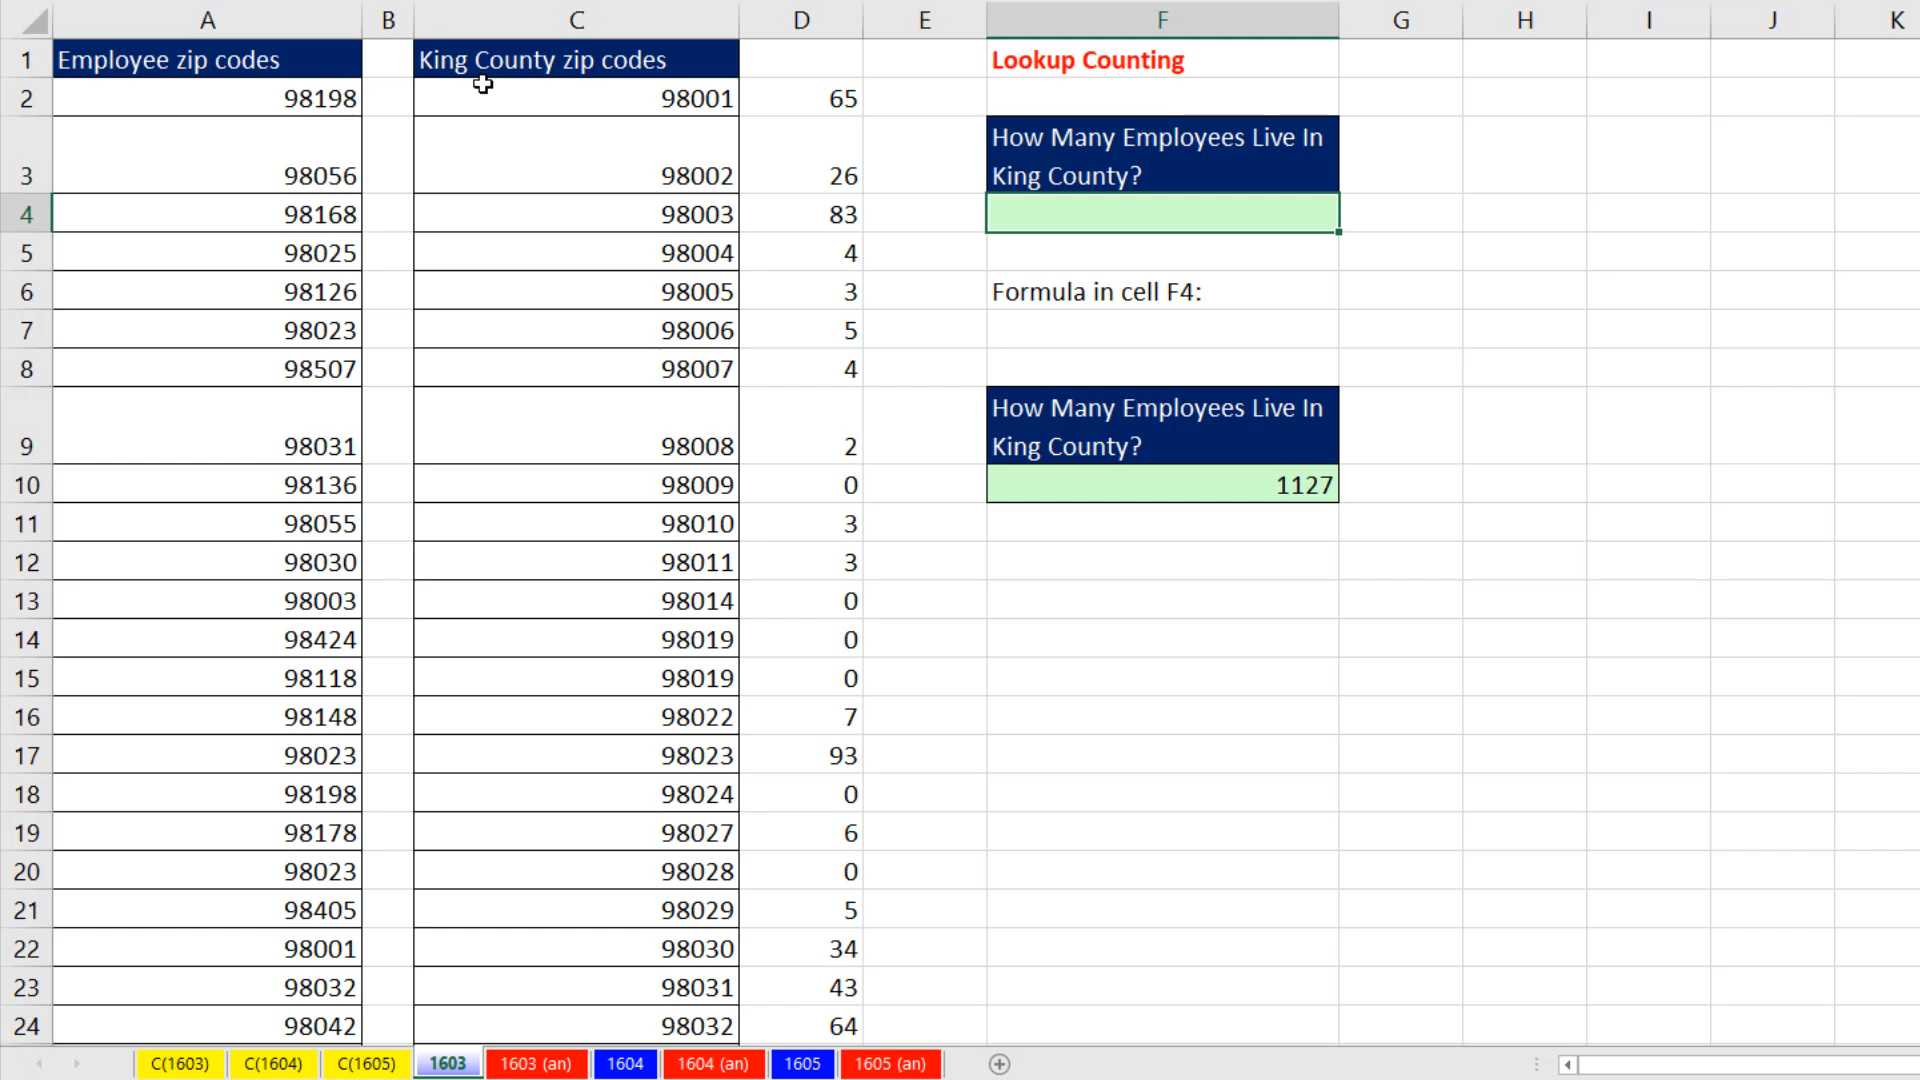 A B C D E F G H I J K
1 Employee zip codes King County zip codes Lookup Counting
2 98198 98001 65
How Many Employees Live In
3 98056 98002 26 King County?
4 98168 98003 83
5 98025 98004 4
6 98126 98005 3 Formula in cell F4:
7 98023 98006 5
8 98507 98007 4
How Many Employees Live In
9 98031 98008 2 King County?
10 98136 98009 0 1127
11 98055 98010 3
12 98030 98011 3
13 98003 98014 0
14 98424 98019 0
15 98118 98019 0
16 98148 98022 7
17 98023 98023 93
18 98198 98024 0
19 98178 98027 6
20 98023 98028 0
21 98405 98029 5
22 98001 98030 34
23 98032 98031 43
24 98042 98032 64
C(1603) C(1604) C(1605) 1603 1603 (an) 1604 1604 (an) 1605 1605 (an)